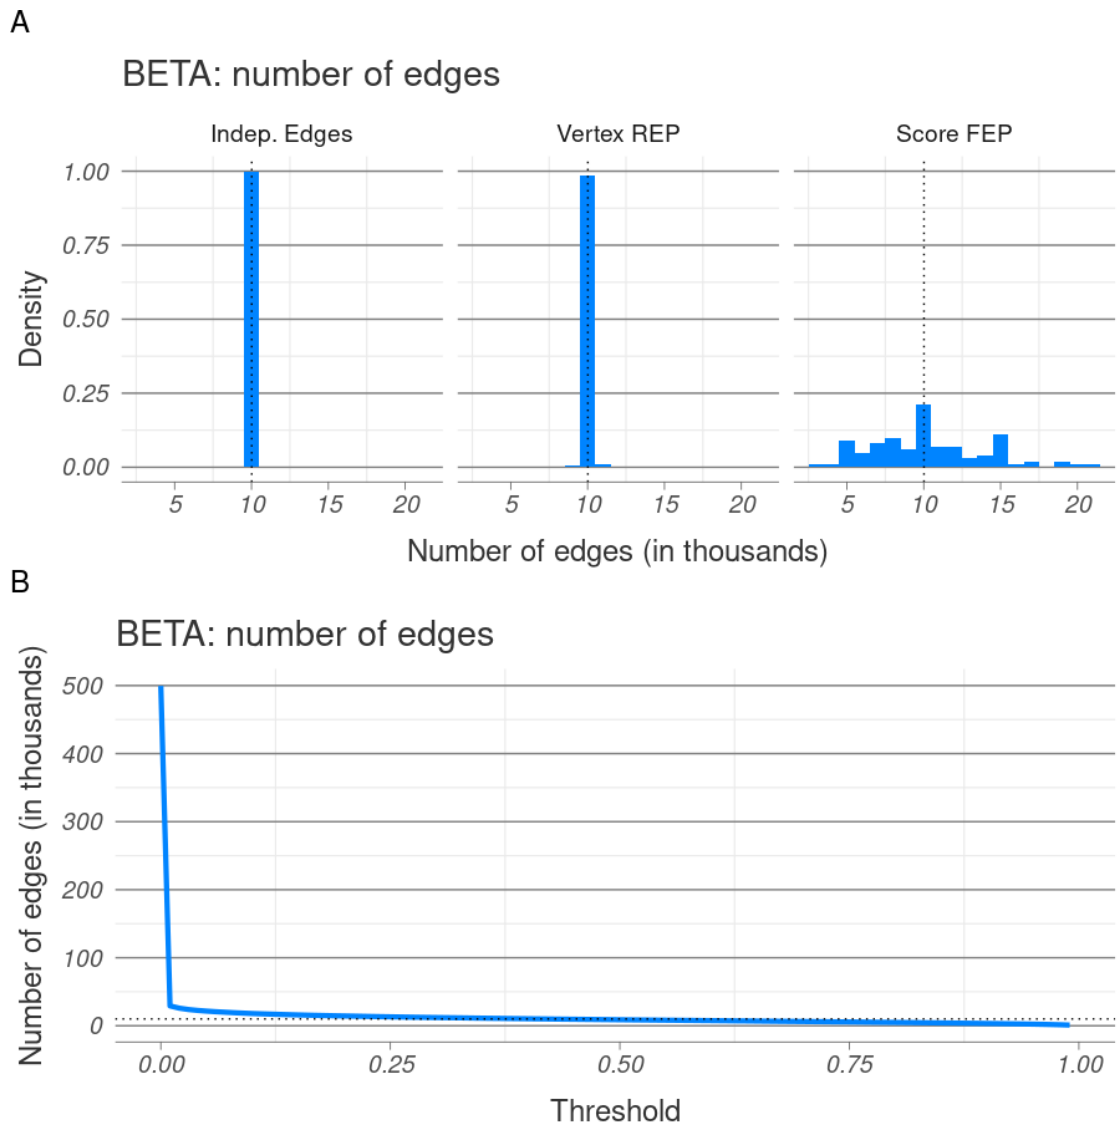 A
BETA: number of edges
Indep. Edges Vertex REP Score FEP
Density
1.00
0.75
0.50
0.25
0.00
5 10 15 20 5 10 15 20 5 10 15 20
Number of edges (in thousands)
B
BETA: number of edges
Number of edges (in thousands)
500
400
300
200
100
0
0.00 0.25 0.50 0.75 1.00
Threshold